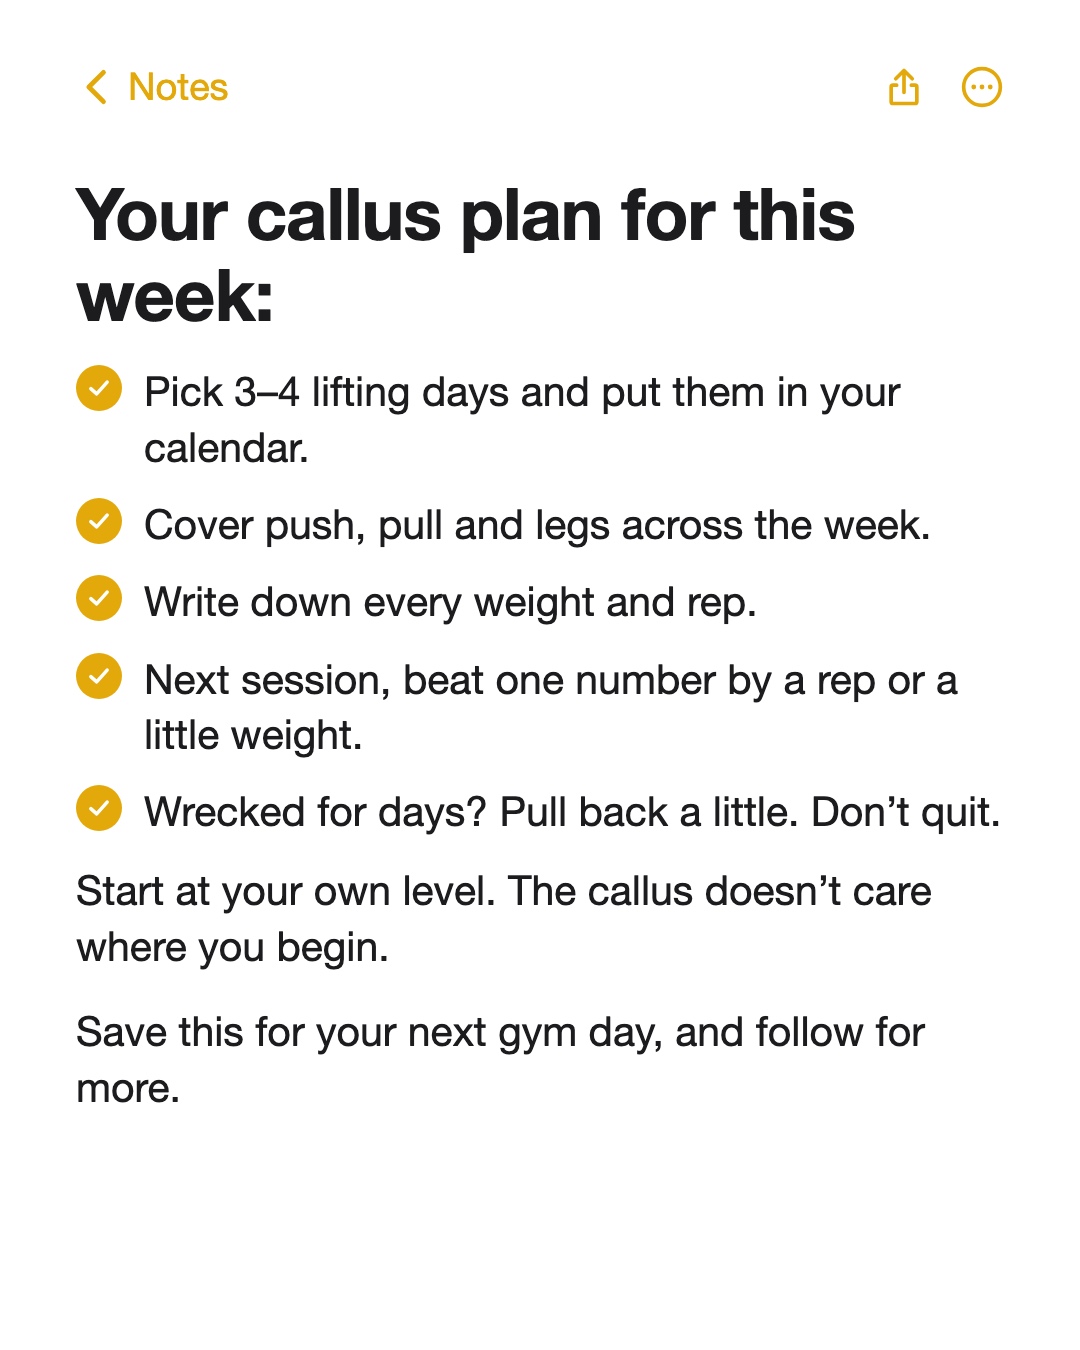 Notes
Your callus plan for this
week:
Pick 3–4 lifting days and put them in your
calendar.
Cover push, pull and legs across the week.
Write down every weight and rep.
Next session, beat one number by a rep or a
little weight.
Wrecked for days? Pull back a little. Don’t quit.
Start at your own level. The callus doesn’t care
where you begin.
Save this for your next gym day, and follow for
more.